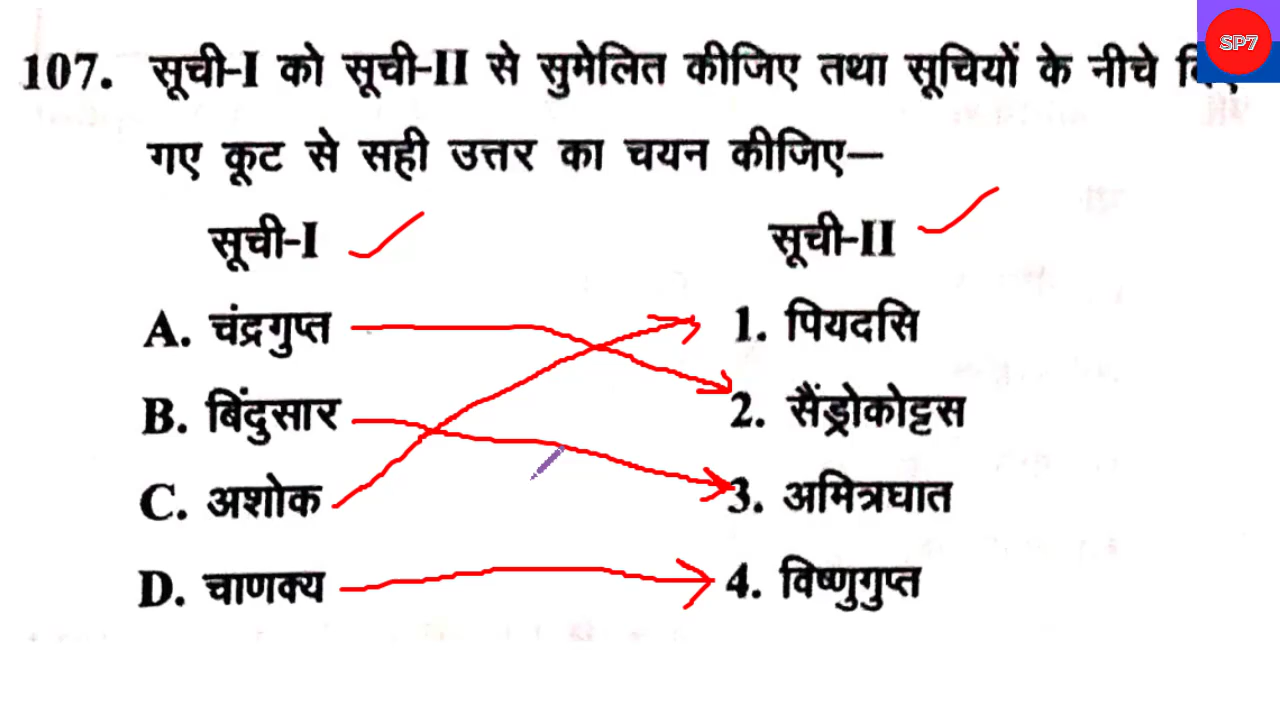 SP7
107. सूची-I को सूची-II से सुमेलित कीजिए तथा सूचियों के नीचे
गए कूट से सही उत्तर का चयन कीजिए—
सूची-I सूची-II
A. चंद्रगुप्त 1. पियदसि
B. बिंदुसार 2. सैंड्रोकोट्टस
C. अशोक 3. अमित्रघात
D. चाणक्य 4. विष्णुगुप्त